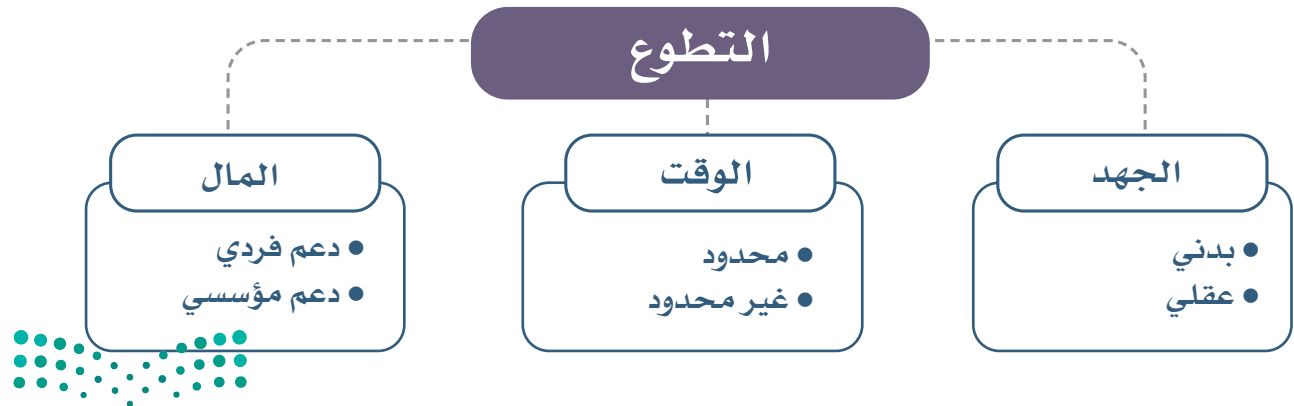 التطوع
الجهد
• بدني
• عقلي
الوقت
• محدود
• غير محدود
المال
• دعم فردي
• دعم مؤسسي